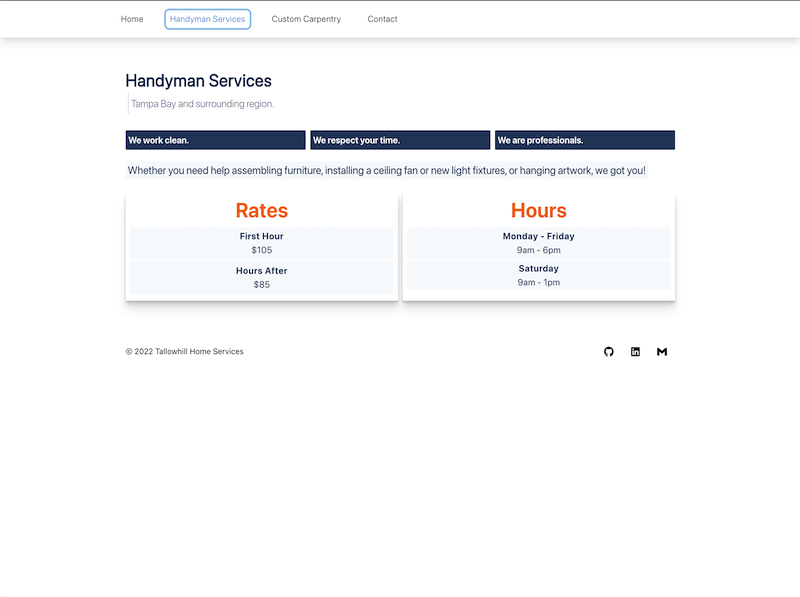 Home Handyman Services Custom Carpentry Contact
Handyman Services
Tampa Bay and surrounding region.
We work clean. We respect your time. We are professionals.
Whether you need help assembling furniture, installing a ceiling fan or new light fixtures, or hanging artwork, we got you!
Rates
First Hour
$105
Hours After
$85
Hours
Monday - Friday
9am - 6pm
Saturday
9am - 1pm
© 2022 Tallowhill Home Services